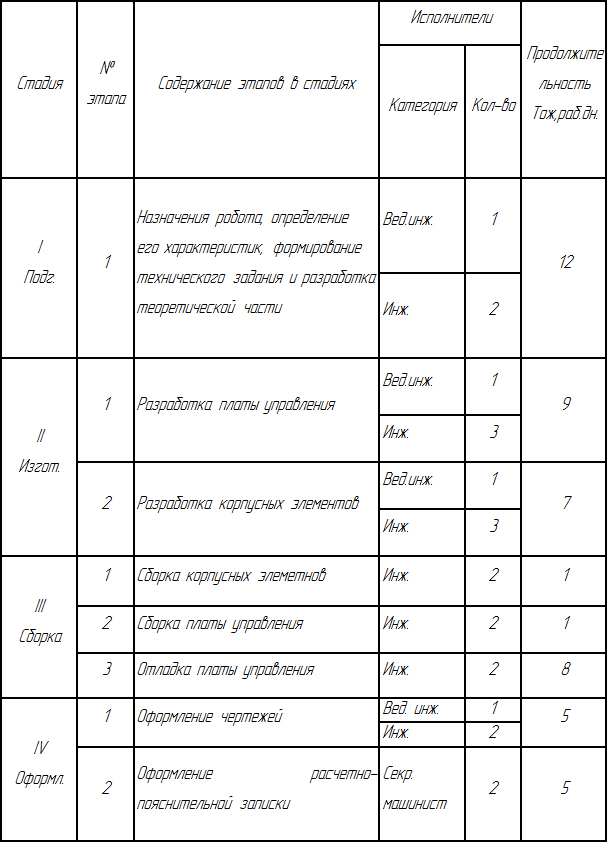 Стадия
№
этапа
Содержание этапов в стадиях
Исполнители
Категория
Кол-во
Продолжите
льность
Тож,раб.дн.
I
Подг.
1
Назначения робота, определение
его характеристик, формирование
технического задания и разработка
теоретической части
Вед.инж.
1
Инж.
2
12
II
Изгот.
1
Разработка платы управления
Вед.инж.
1
Инж.
3
9
2
Разработка корпусных элементов
Вед.инж.
1
Инж.
3
7
III
Сборка
1
Сборка корпусных элеметнов
Инж.
2
1
2
Сборка платы управления
Инж.
2
1
3
Отладка платы управления
Инж.
2
8
IV
Оформл.
1
Оформление чертежей
Вед. инж.
1
Инж.
2
5
2
Оформление расчетно-
пояснительной записки
Секр.
машинист
2
5